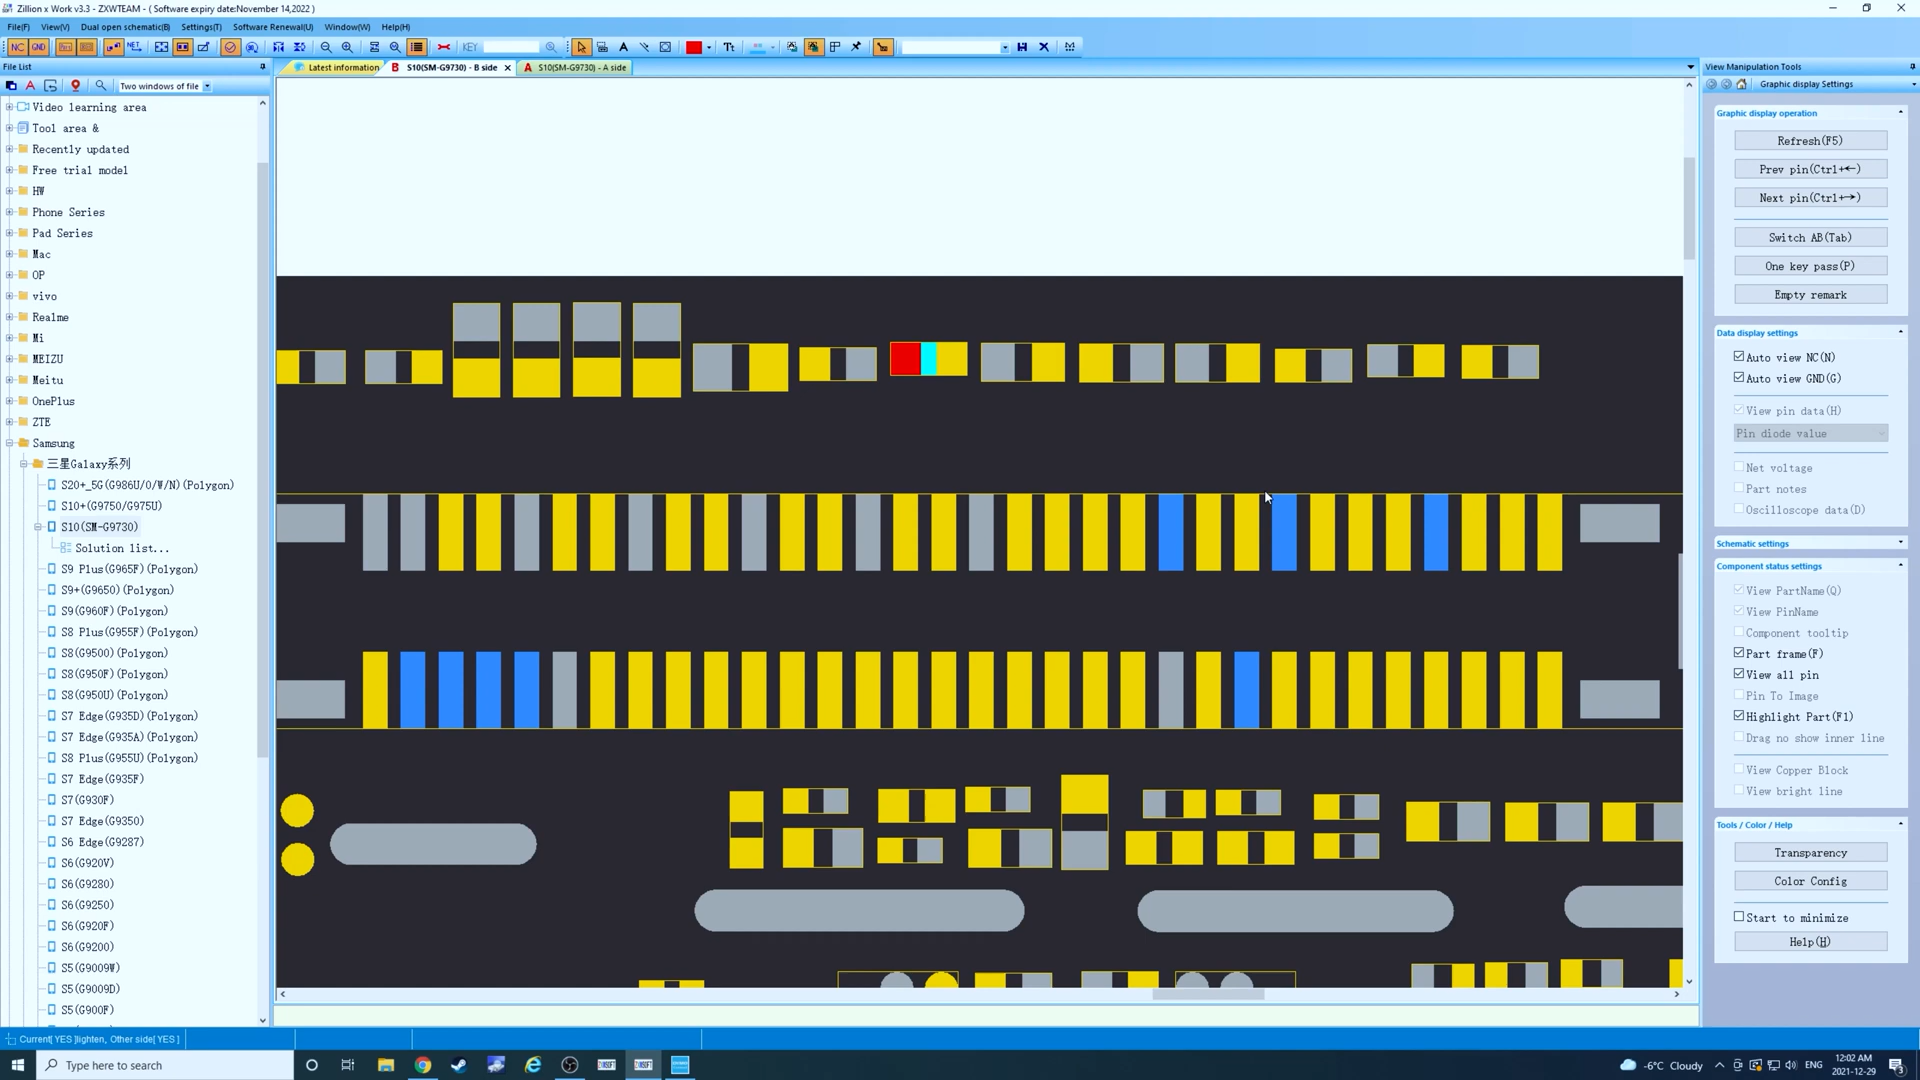 Zillion x Work v3.3 - ZXWTEAM - ( Software expiry date:November 14,2022 )
File(F) View(V) Dual open schematic(B) Settings(T) Software Renewal(U) Window(W) Help(H)
NC GND NET KEY A Tt
File List
Latest information B S10(SM-G9730) - B side A S10(SM-G9730) - A side
View Manipulation Tools
A Two windows of file
Graphic display Settings
Video learning area
Tool area &
Recently updated
Free trial model
HW
Phone Series
Pad Series
Mac
OP
vivo
Realme
Mi
MEIZU
Meitu
OnePlus
ZTE
Samsung
三星Galaxy系列
S20+_5G(G986U/0/W/N)(Polygon)
S10+(G9750/G975U)
S10(SM-G9730)
Solution list...
S9 Plus(G965F)(Polygon)
S9+(G9650)(Polygon)
S9(G960F)(Polygon)
S8 Plus(G955F)(Polygon)
S8(G9500)(Polygon)
S8(G950F)(Polygon)
S8(G950U)(Polygon)
S7 Edge(G935D)(Polygon)
S7 Edge(G935A)(Polygon)
S8 Plus(G955U)(Polygon)
S7 Edge(G935F)
S7(G930F)
S7 Edge(G9350)
S6 Edge(G9287)
S6(G920V)
S6(G9280)
S6(G9250)
S6(G920F)
S6(G9200)
S5(G9009W)
S5(G9009D)
S5(G900F)
Graphic display operation
Refresh(F5)
Prev pin(Ctrl+←)
Next pin(Ctrl+→)
Switch AB(Tab)
One key pass(P)
Empty remark
Data display settings
Auto view NC(N)
Auto view GND(G)
View pin data(H)
Pin diode value
Net voltage
Part notes
Oscilloscope data(D)
Schematic settings
Component status settings
View PartName(Q)
View PinName
Component tooltip
Part frame(F)
View all pin
Pin To Image
Highlight Part(F1)
Drag no show inner line
View Copper Block
View bright line
Tools / Color / Help
Transparency
Color Config
Start to minimize
Help(H)
Current[ YES ]lighten, Other side[ YES ]
Type here to search
-6°C Cloudy
ENG
12:02 AM
2021-12-29
3